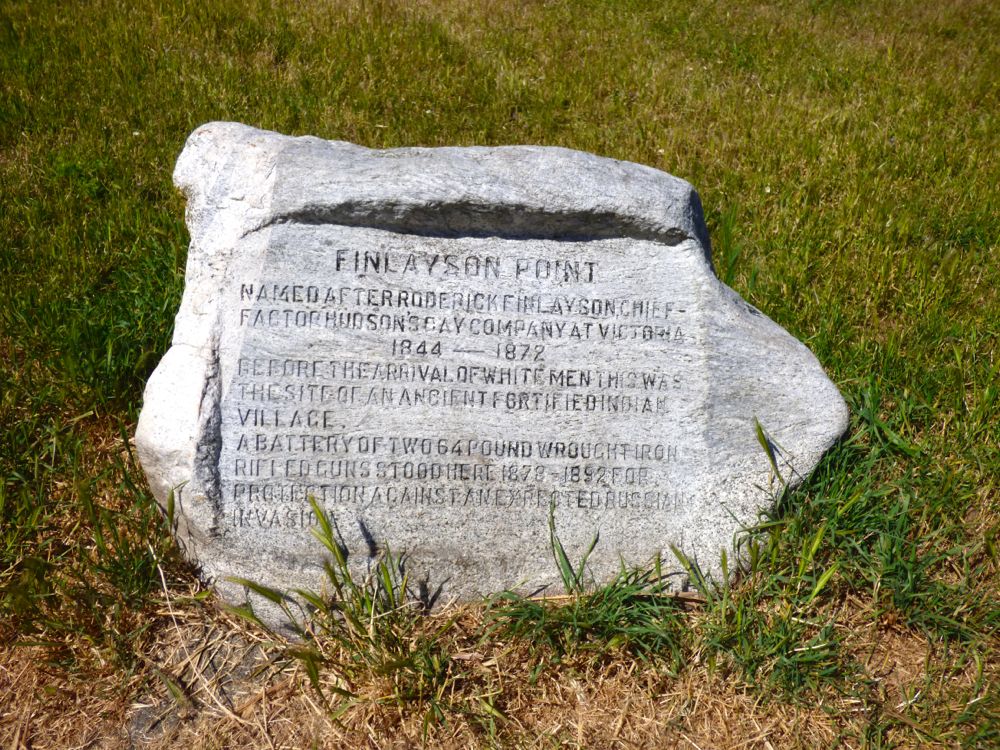 FINLAYSON POINT
NAMED AFTER RODERICK FINLAYSON CHIEF-
FACTOR HUDSON'S BAY COMPANY AT VICTORIA
1844 — 1872
BEFORE THE ARRIVAL OF WHITE MEN THIS WAS
THE SITE OF AN ANCIENT FORTIFIED INDIAN
VILLAGE.
A BATTERY OF TWO 64 POUND WROUGHT IRON
RIFLED GUNS STOOD HERE 1878-1892 FOR
PROTECTION AGAINST AN EXPECTED RUSSIAN
INVASION